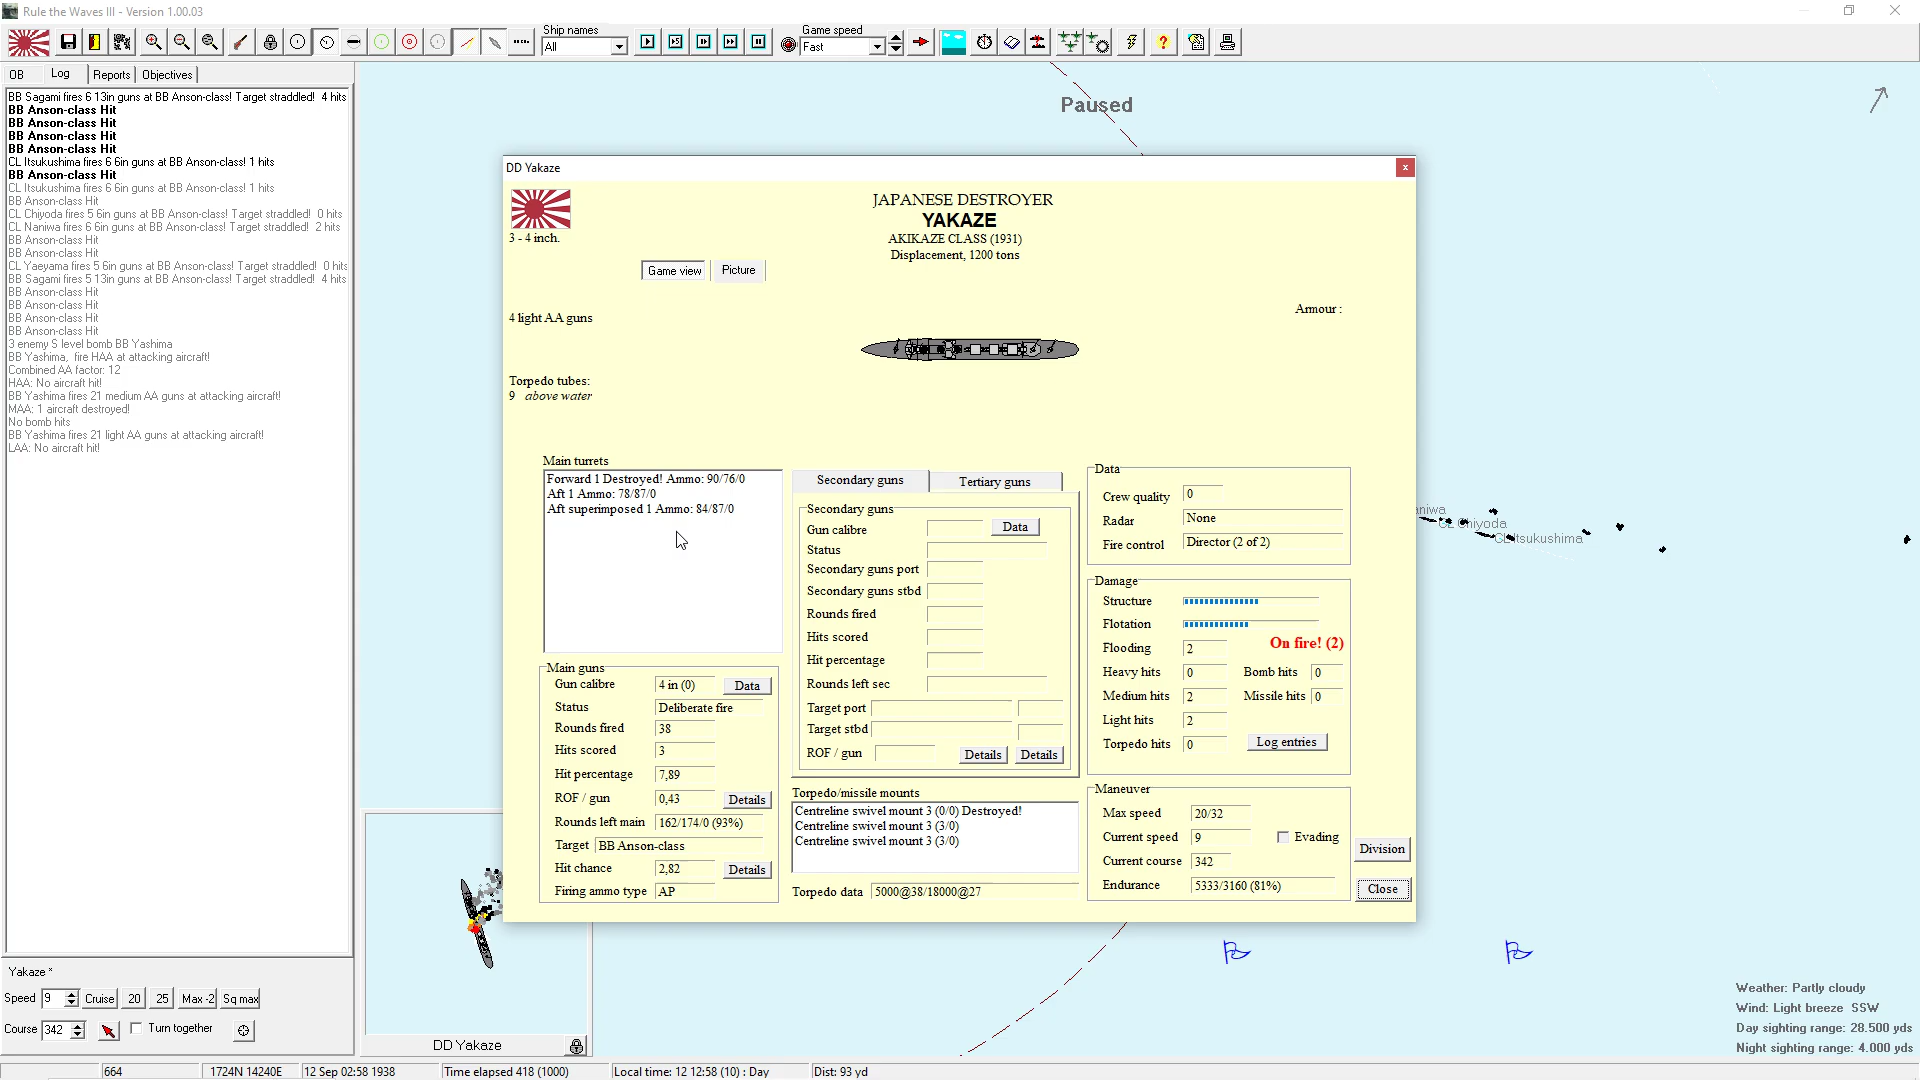 Rule the Waves III - Version 1.00.03
Ship names
All
Game speed
Fast
OB Log Reports Objectives
BB Sagami fires 6 13in guns at BB Anson-class! Target straddled! 4 hits
BB Anson-class Hit
BB Anson-class Hit
BB Anson-class Hit
BB Anson-class Hit
CL Itsukushima fires 6 6in guns at BB Anson-class! 1 hits
BB Anson-class Hit
CL Itsukushima fires 6 6in guns at BB Anson-class! 1 hits
BB Anson-class Hit
CL Chiyoda fires 5 6in guns at BB Anson-class! Target straddled! 0 hits
CL Naniwa fires 6 6in guns at BB Anson-class! Target straddled! 2 hits
BB Anson-class Hit
BB Anson-class Hit
CL Yaeyama fires 5 6in guns at BB Anson-class! Target straddled! 0 hits
BB Sagami fires 5 13in guns at BB Anson-class! Target straddled! 4 hits
BB Anson-class Hit
BB Anson-class Hit
BB Anson-class Hit
BB Anson-class Hit
3 enemy S level bomb BB Yashima
BB Yashima, fire HAA at attacking aircraft!
Combined AA factor: 12
HAA: No aircraft hit!
BB Yashima fires 21 medium AA guns at attacking aircraft!
MAA: 1 aircraft destroyed!
No bomb hits
BB Yashima fires 21 light AA guns at attacking aircraft!
LAA: No aircraft hit!
Yakaze *
Speed 9 Cruise 20 25 Max -2 Sq max
Course 342 Turn together
Paused
DD Yakaze
JAPANESE DESTROYER
YAKAZE
AKIKAZE CLASS (1931)
Displacement, 1200 tons
3 - 4 inch.
Game view Picture
4 light AA guns
Armour :
Torpedo tubes:
9 above water
Main turrets
Forward 1 Destroyed! Ammo: 90/76/0
Aft 1 Ammo: 78/87/0
Aft superimposed 1 Ammo: 84/87/0
Main guns
Gun calibre 4 in (0) Data
Status Deliberate fire
Rounds fired 38
Hits scored 3
Hit percentage 7,89
ROF / gun 0,43 Details
Rounds left main 162/174/0 (93%)
Target BB Anson-class
Hit chance 2,82 Details
Firing ammo type AP
Secondary guns Tertiary guns
Secondary guns
Gun calibre Data
Status
Secondary guns port
Secondary guns stbd
Rounds fired
Hits scored
Hit percentage
Rounds left sec
Target port
Target stbd
ROF / gun Details Details
Torpedo/missile mounts
Centreline swivel mount 3 (0/0) Destroyed!
Centreline swivel mount 3 (3/0)
Centreline swivel mount 3 (3/0)
Torpedo data 5000@38/18000@27
Data
Crew quality 0
Radar None
Fire control Director (2 of 2)
Damage
Structure
Flotation
On fire! (2)
Flooding 2
Heavy hits 0 Bomb hits 0
Medium hits 2 Missile hits 0
Light hits 2
Torpedo hits 0 Log entries
Maneuver
Max speed 20/32
Current speed 9 Evading
Current course 342
Endurance 5333/3160 (81%)
Division
Close
aniwa
CL Chiyoda
CL Itsukushima
DD Yakaze
Weather: Partly cloudy
Wind: Light breeze SSW
Day sighting range: 28.500 yds
Night sighting range: 4.000 yds
664 1724N 14240E 12 Sep 02:58 1938 Time elapsed 418 (1000) Local time: 12 12:58 (10) : Day Dist: 93 yd